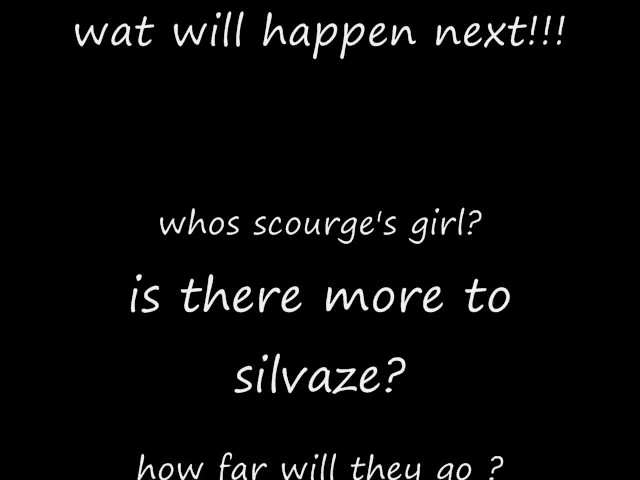 wat will happen next!!!
whos scourge's girl?
is there more to
silvaze?
how far will they go ?